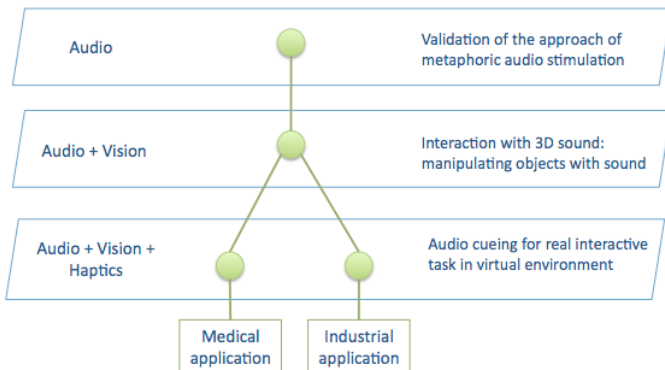 Audio
Validation of the approach of
metaphoric audio stimulation
Audio + Vision
Interaction with 3D sound:
manipulating objects with sound
Audio + Vision +
Haptics
Audio cueing for real interactive
task in virtual environment
Medical
application
Industrial
application